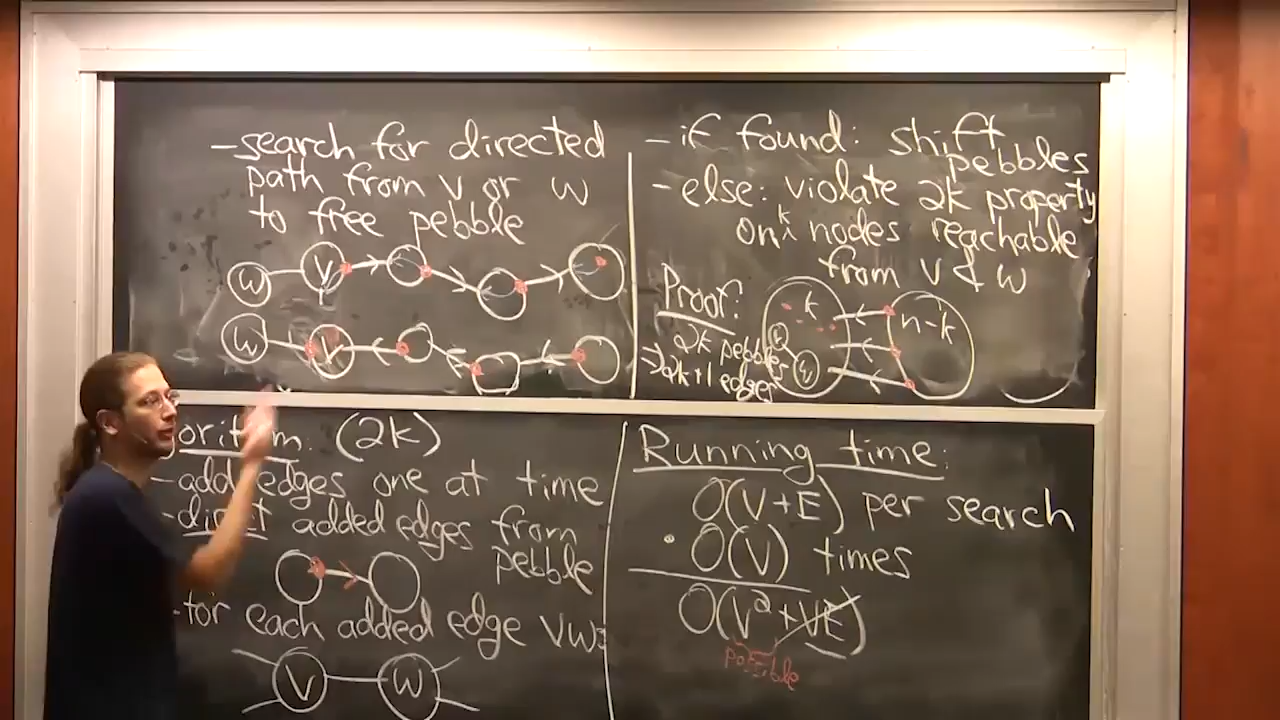 -search for directed
path from v or w
to free pebble
w v
w v
- if found: shift
pebbles
- else: violate 2k property
on k nodes reachable
from v & w
Proof:
2k pebbles
⇒ 2k+1 edges
k n-k
w
orithm: (2k)
- add edges one at time
- direct added edges from
pebble
- for each added edge vw:
v w
Running time:
O(V+E) per search
· O(V) times
O(V²+VE)
possible